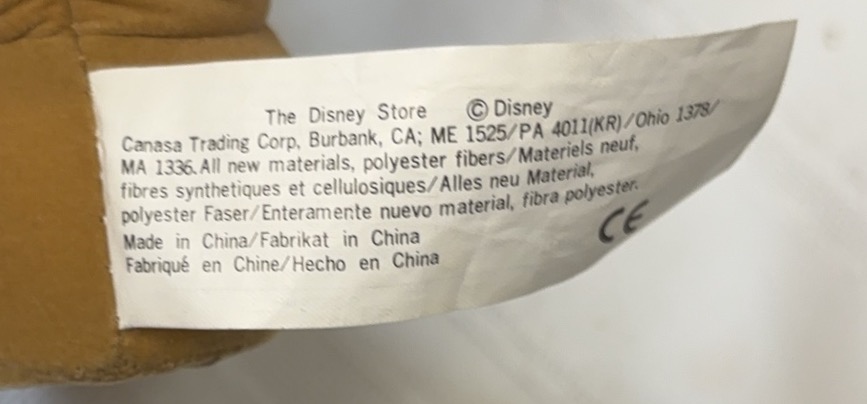 The Disney Store © Disney
Canasa Trading Corp, Burbank, CA; ME 1525/PA 4011(KR)/Ohio 1378/
MA 1336. All new materials, polyester fibers/Materiels neuf,
fibres synthetiques et cellulosiques/Alles neu Material,
polyester Faser/Enteramente nuevo material, fibra polyester.
Made in China/Fabrikat in China
Fabriqué en Chine/Hecho en China
CE